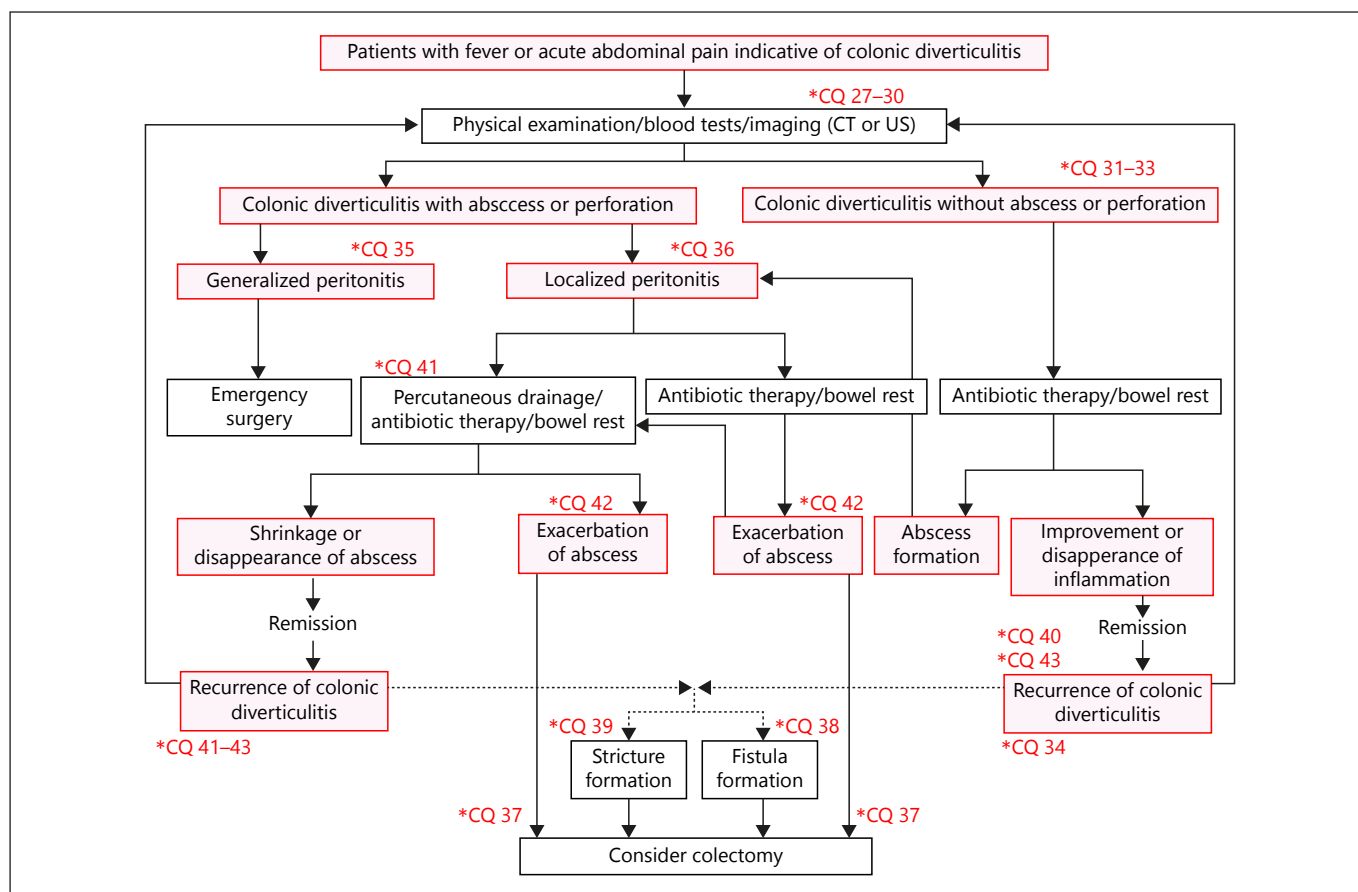 Patients with fever or acute abdominal pain indicative of colonic diverticulitis
*CQ 27–30
Physical examination/blood tests/imaging (CT or US)
*CQ 31–33
Colonic diverticulitis with absccess or perforation
Colonic diverticulitis without abscess or perforation
*CQ 35
*CQ 36
Generalized peritonitis
Localized peritonitis
*CQ 41
Emergency
surgery
Percutaneous drainage/
antibiotic therapy/bowel rest
Antibiotic therapy/bowel rest
Antibiotic therapy/bowel rest
*CQ 42
*CQ 42
Shrinkage or
disappearance of abscess
Exacerbation
of abscess
Exacerbation
of abscess
Abscess
formation
Improvement or
disapperance of
inflammation
Remission
Remission
*CQ 40
*CQ 43
Recurrence of colonic
diverticulitis
Recurrence of colonic
diverticulitis
*CQ 41–43
*CQ 39
*CQ 38
*CQ 34
Stricture
formation
Fistula
formation
*CQ 37
*CQ 37
Consider colectomy